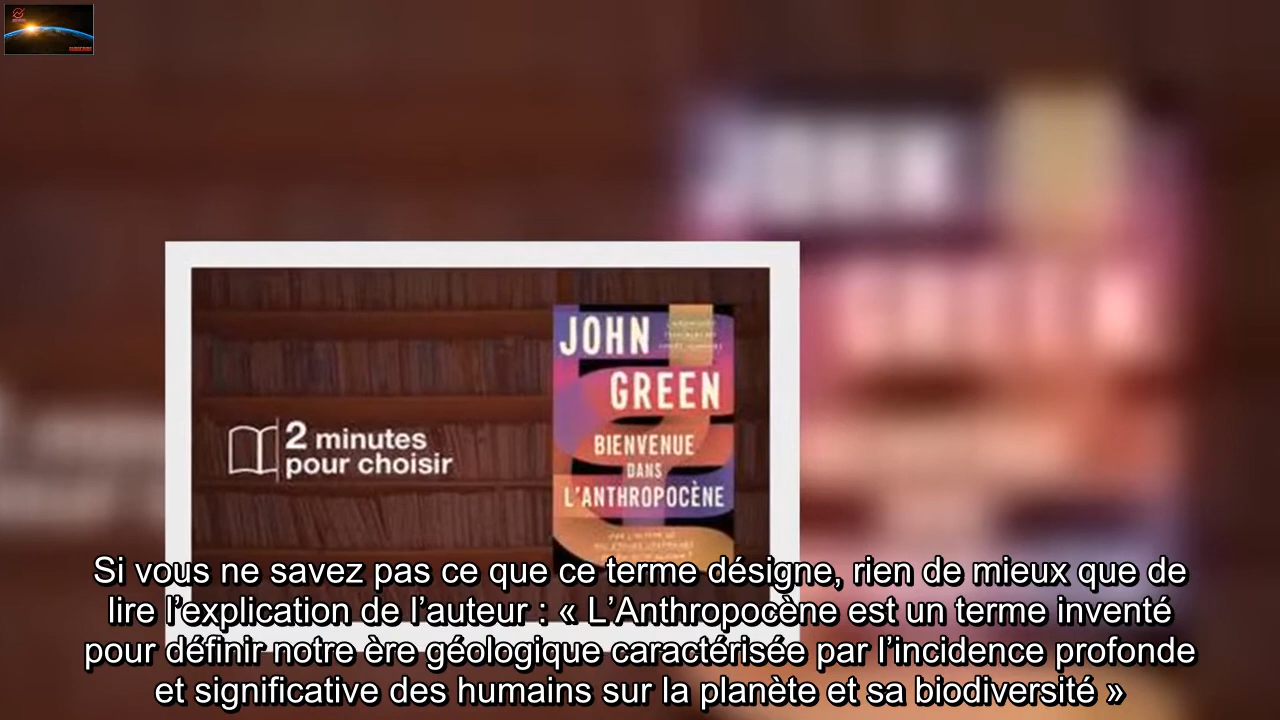 JOHN
GREEN
BIENVENUE
DANS
L'ANTHROPOCÈNE
2 minutes
pour choisir
Si vous ne savez pas ce que ce terme désigne, rien de mieux que de
lire l’explication de l’auteur : « L’Anthropocène est un terme inventé
pour définir notre ère géologique caractérisée par l’incidence profonde
et significative des humains sur la planète et sa biodiversité »